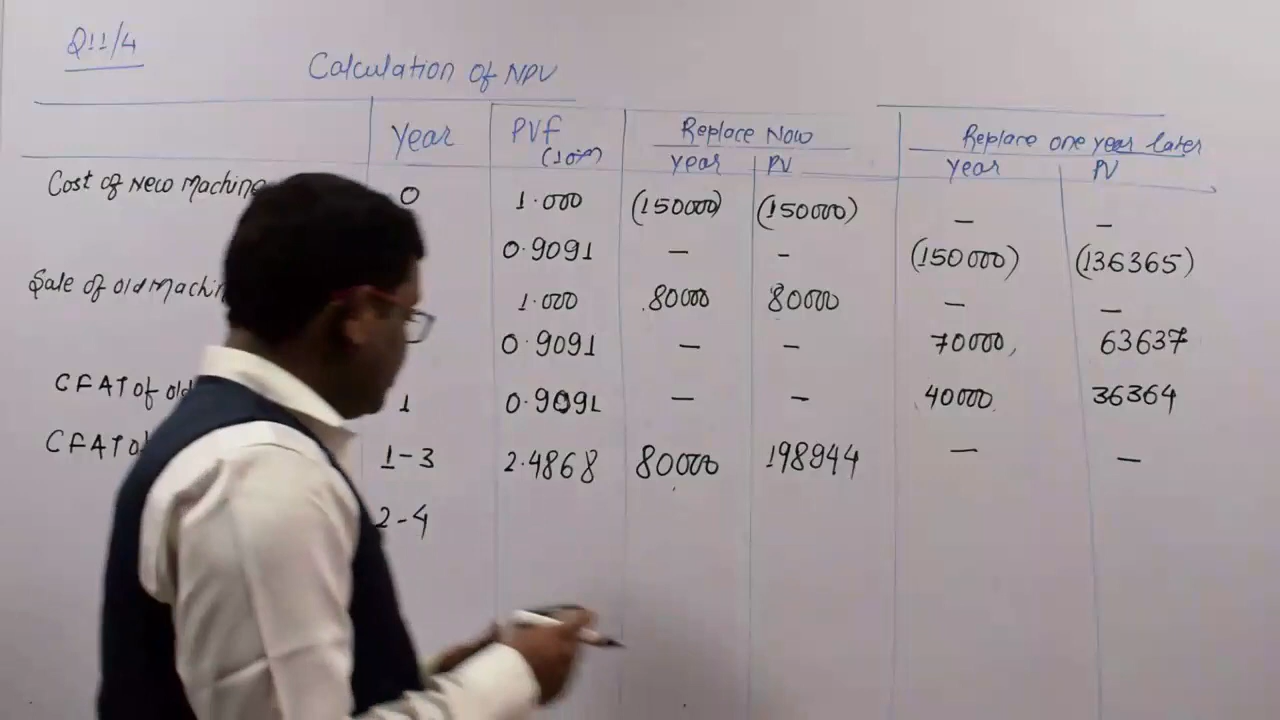 Q11/4
Calculation of NPV
Year PVf (10%) Replace Now Replace one year later
year PV year PV
Cost of New Machine 0 1.000 (150000) (150000) — —
0.9091 — — (150000) (136365)
Sale of old Machin 1.000 80000 80000 — —
0.9091 — — 70000, 63637
CFAT of old 1 0.9091 — — 40000 36364
CFAT of 1-3 2.4868 80000 198944 — —
2-4